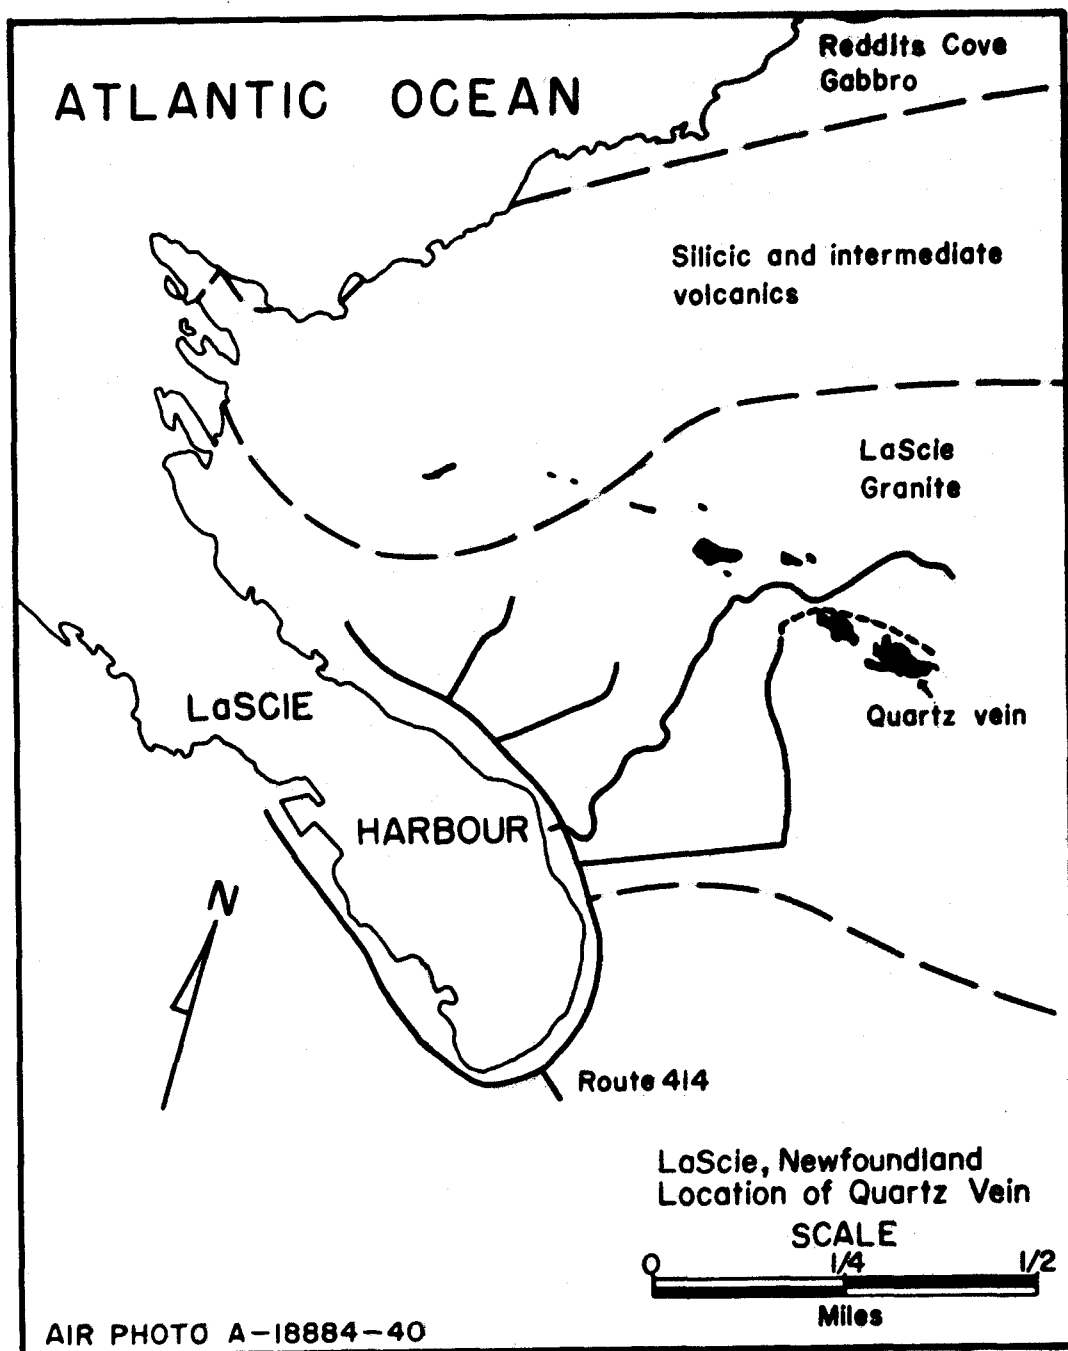 Reddits Cove
Gabbro
ATLANTIC OCEAN
Silicic and intermediate
volcanics
LaScie
Granite
LaSCIE
Quartz vein
HARBOUR
N
Route 414
LaScie, Newfoundland
Location of Quartz Vein
SCALE
0 1/4 1/2
Miles
AIR PHOTO A-18884-40